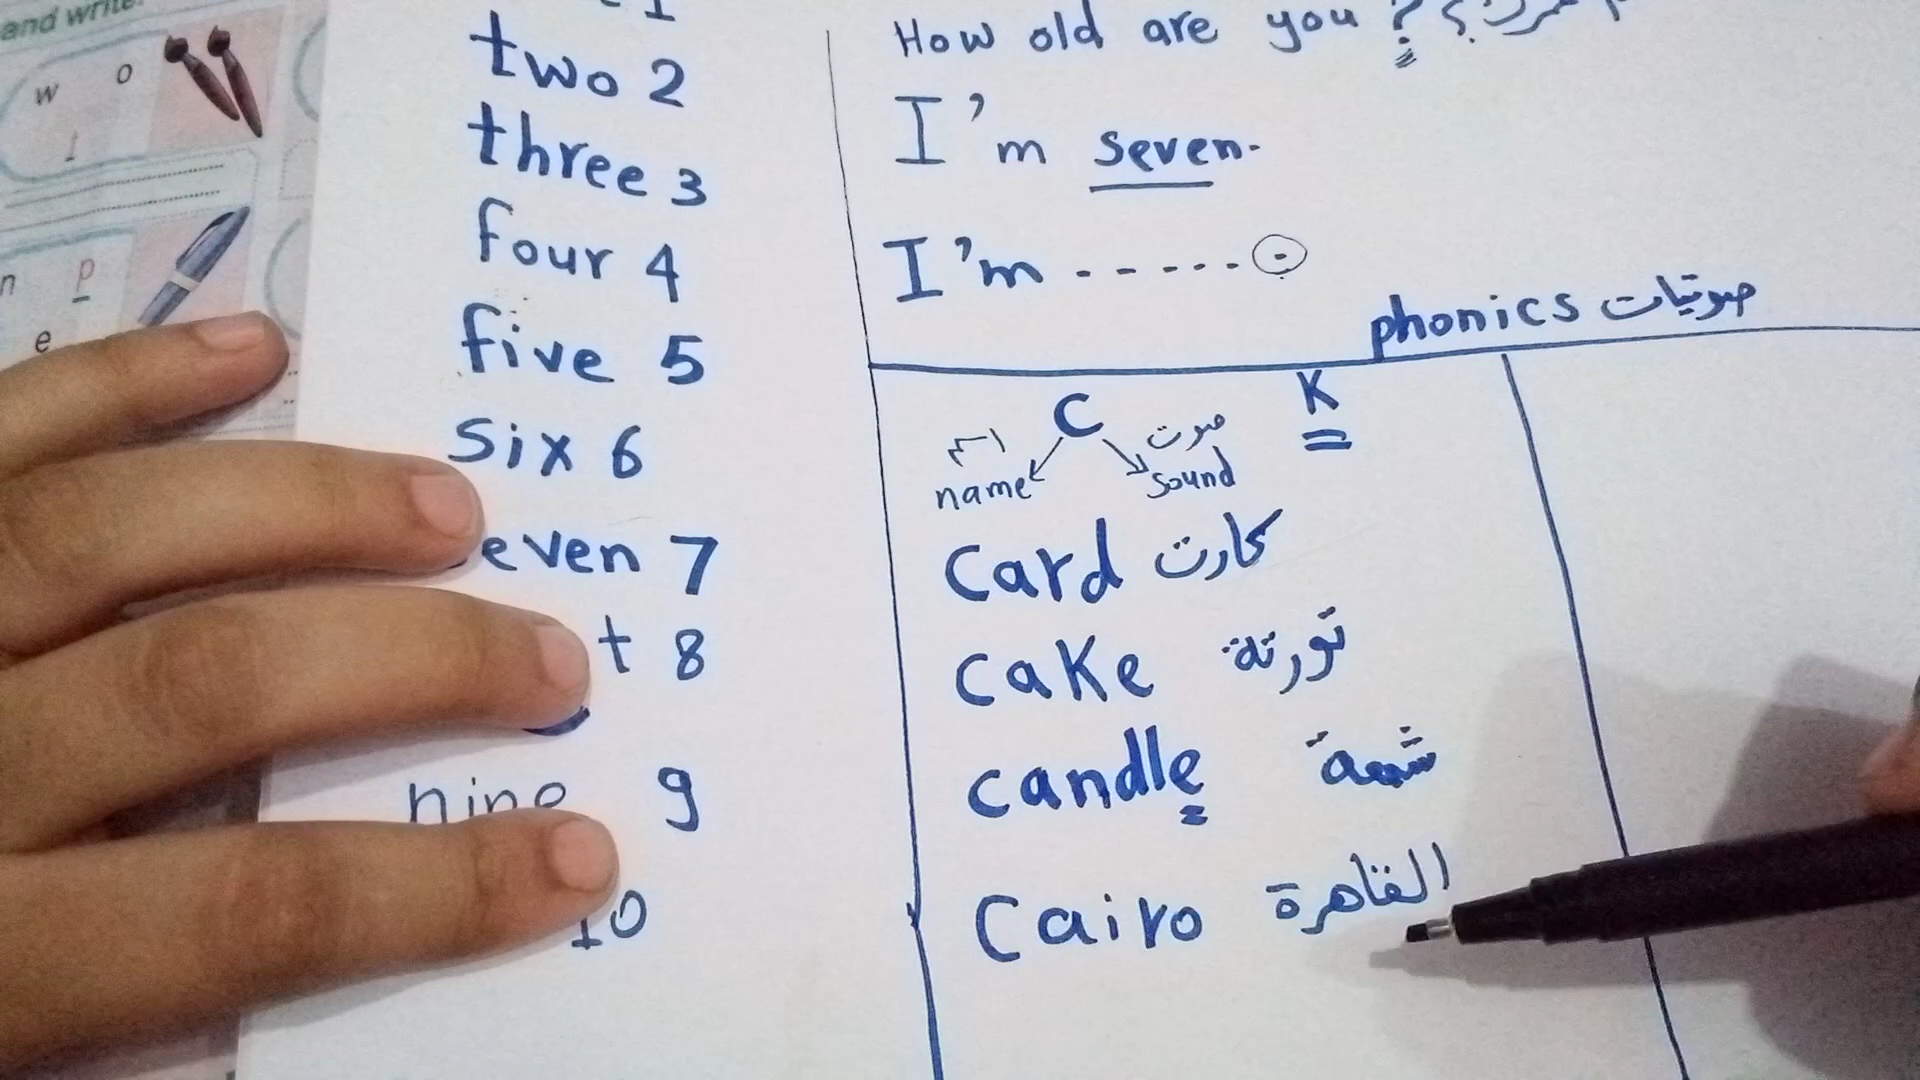 and write.
w o
l
n p
e
two 2
three 3
four 4
five 5
six 6
even 7
t 8
nine 9
10
How old are you ?
I'm seven.
I'm ------.
phonics صوتيات
C K
اسم صوت
name sound
Card كارت
cake تورتة
candle شمعة
Cairo القاهرة